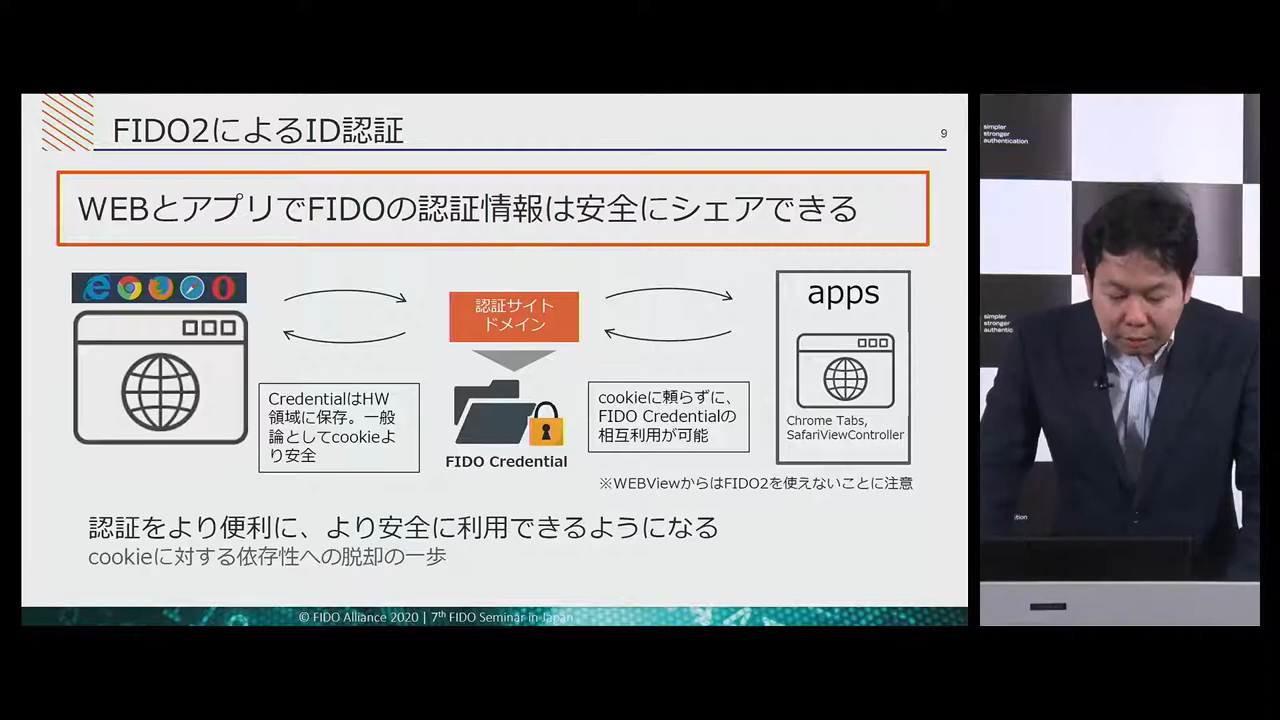 FIDO2によるID認証
9
WEBとアプリでFIDOの認証情報は安全にシェアできる
認証サイト
ドメイン
apps
CredentialはHW
領域に保存。一般
論としてcookieよ
り安全
FIDO Credential
cookieに頼らずに、
FIDO Credentialの
相互利用が可能
Chrome Tabs,
SafariViewController
※WEBViewからはFIDO2を使えないことに注意
認証をより便利に、より安全に利用できるようになる
cookieに対する依存性への脱却の一歩
© FIDO Alliance 2020 | 7th FIDO Seminar in Japan
simpler
stronger
authentication
simpler
stronger
authentic